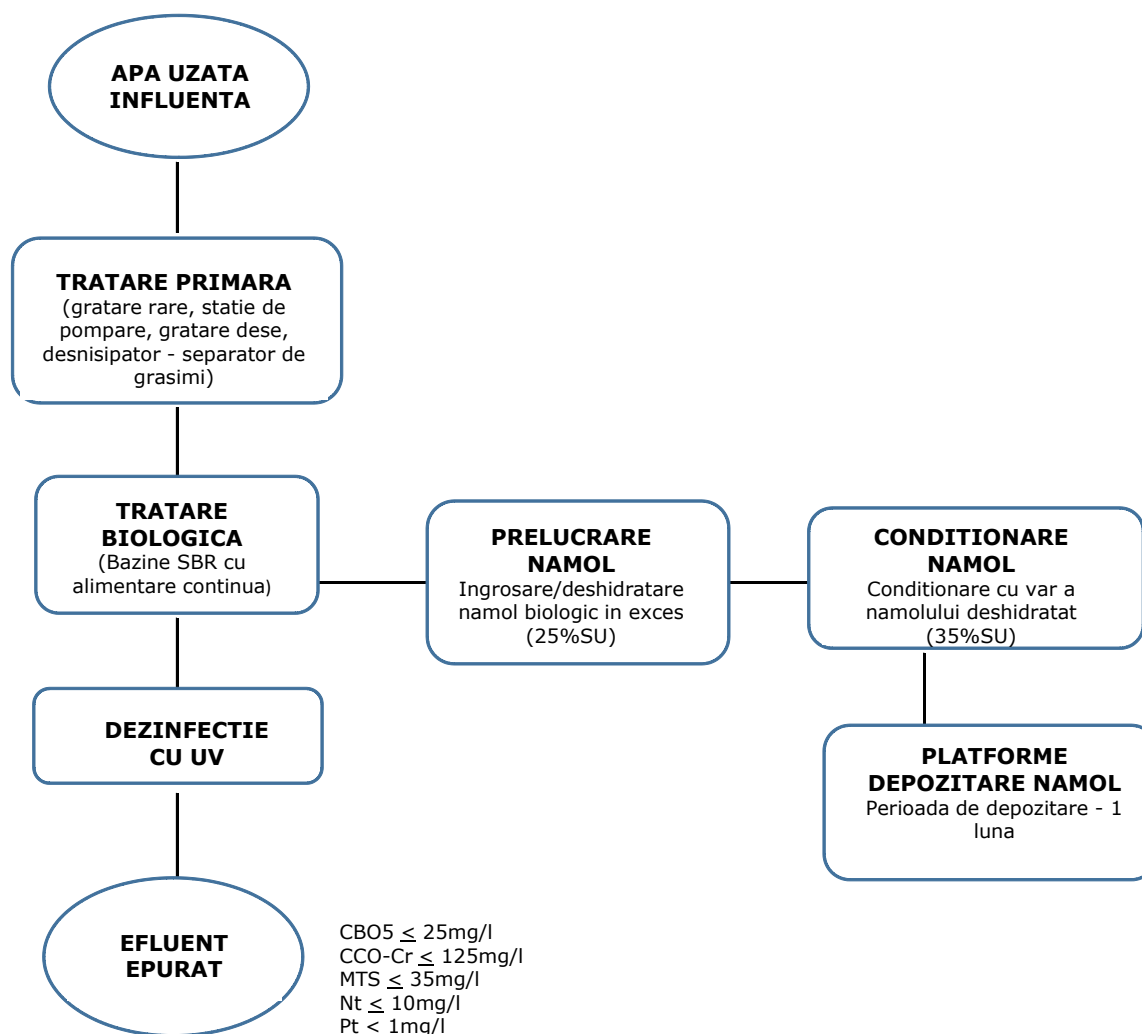 APA UZATA
INFLUENTA
TRATARE PRIMARA
(gratare rare, statie de
pompare, gratare dese,
desnisipator - separator de
grasimi)
TRATARE
BIOLOGICA
(Bazine SBR cu
alimentare continua)
PRELUCRARE
NAMOL
Ingrosare/deshidratare
namol biologic in exces
(25%SU)
CONDITIONARE
NAMOL
Conditionare cu var a
namolului deshidratat
(35%SU)
DEZINFECTIE
CU UV
PLATFORME
DEPOZITARE NAMOL
Perioada de depozitare - 1
luna
EFLUENT
EPURAT
CBO5 ≤ 25mg/l
CCO-Cr ≤ 125mg/l
MTS ≤ 35mg/l
Nt ≤ 10mg/l
Pt < 1mg/l